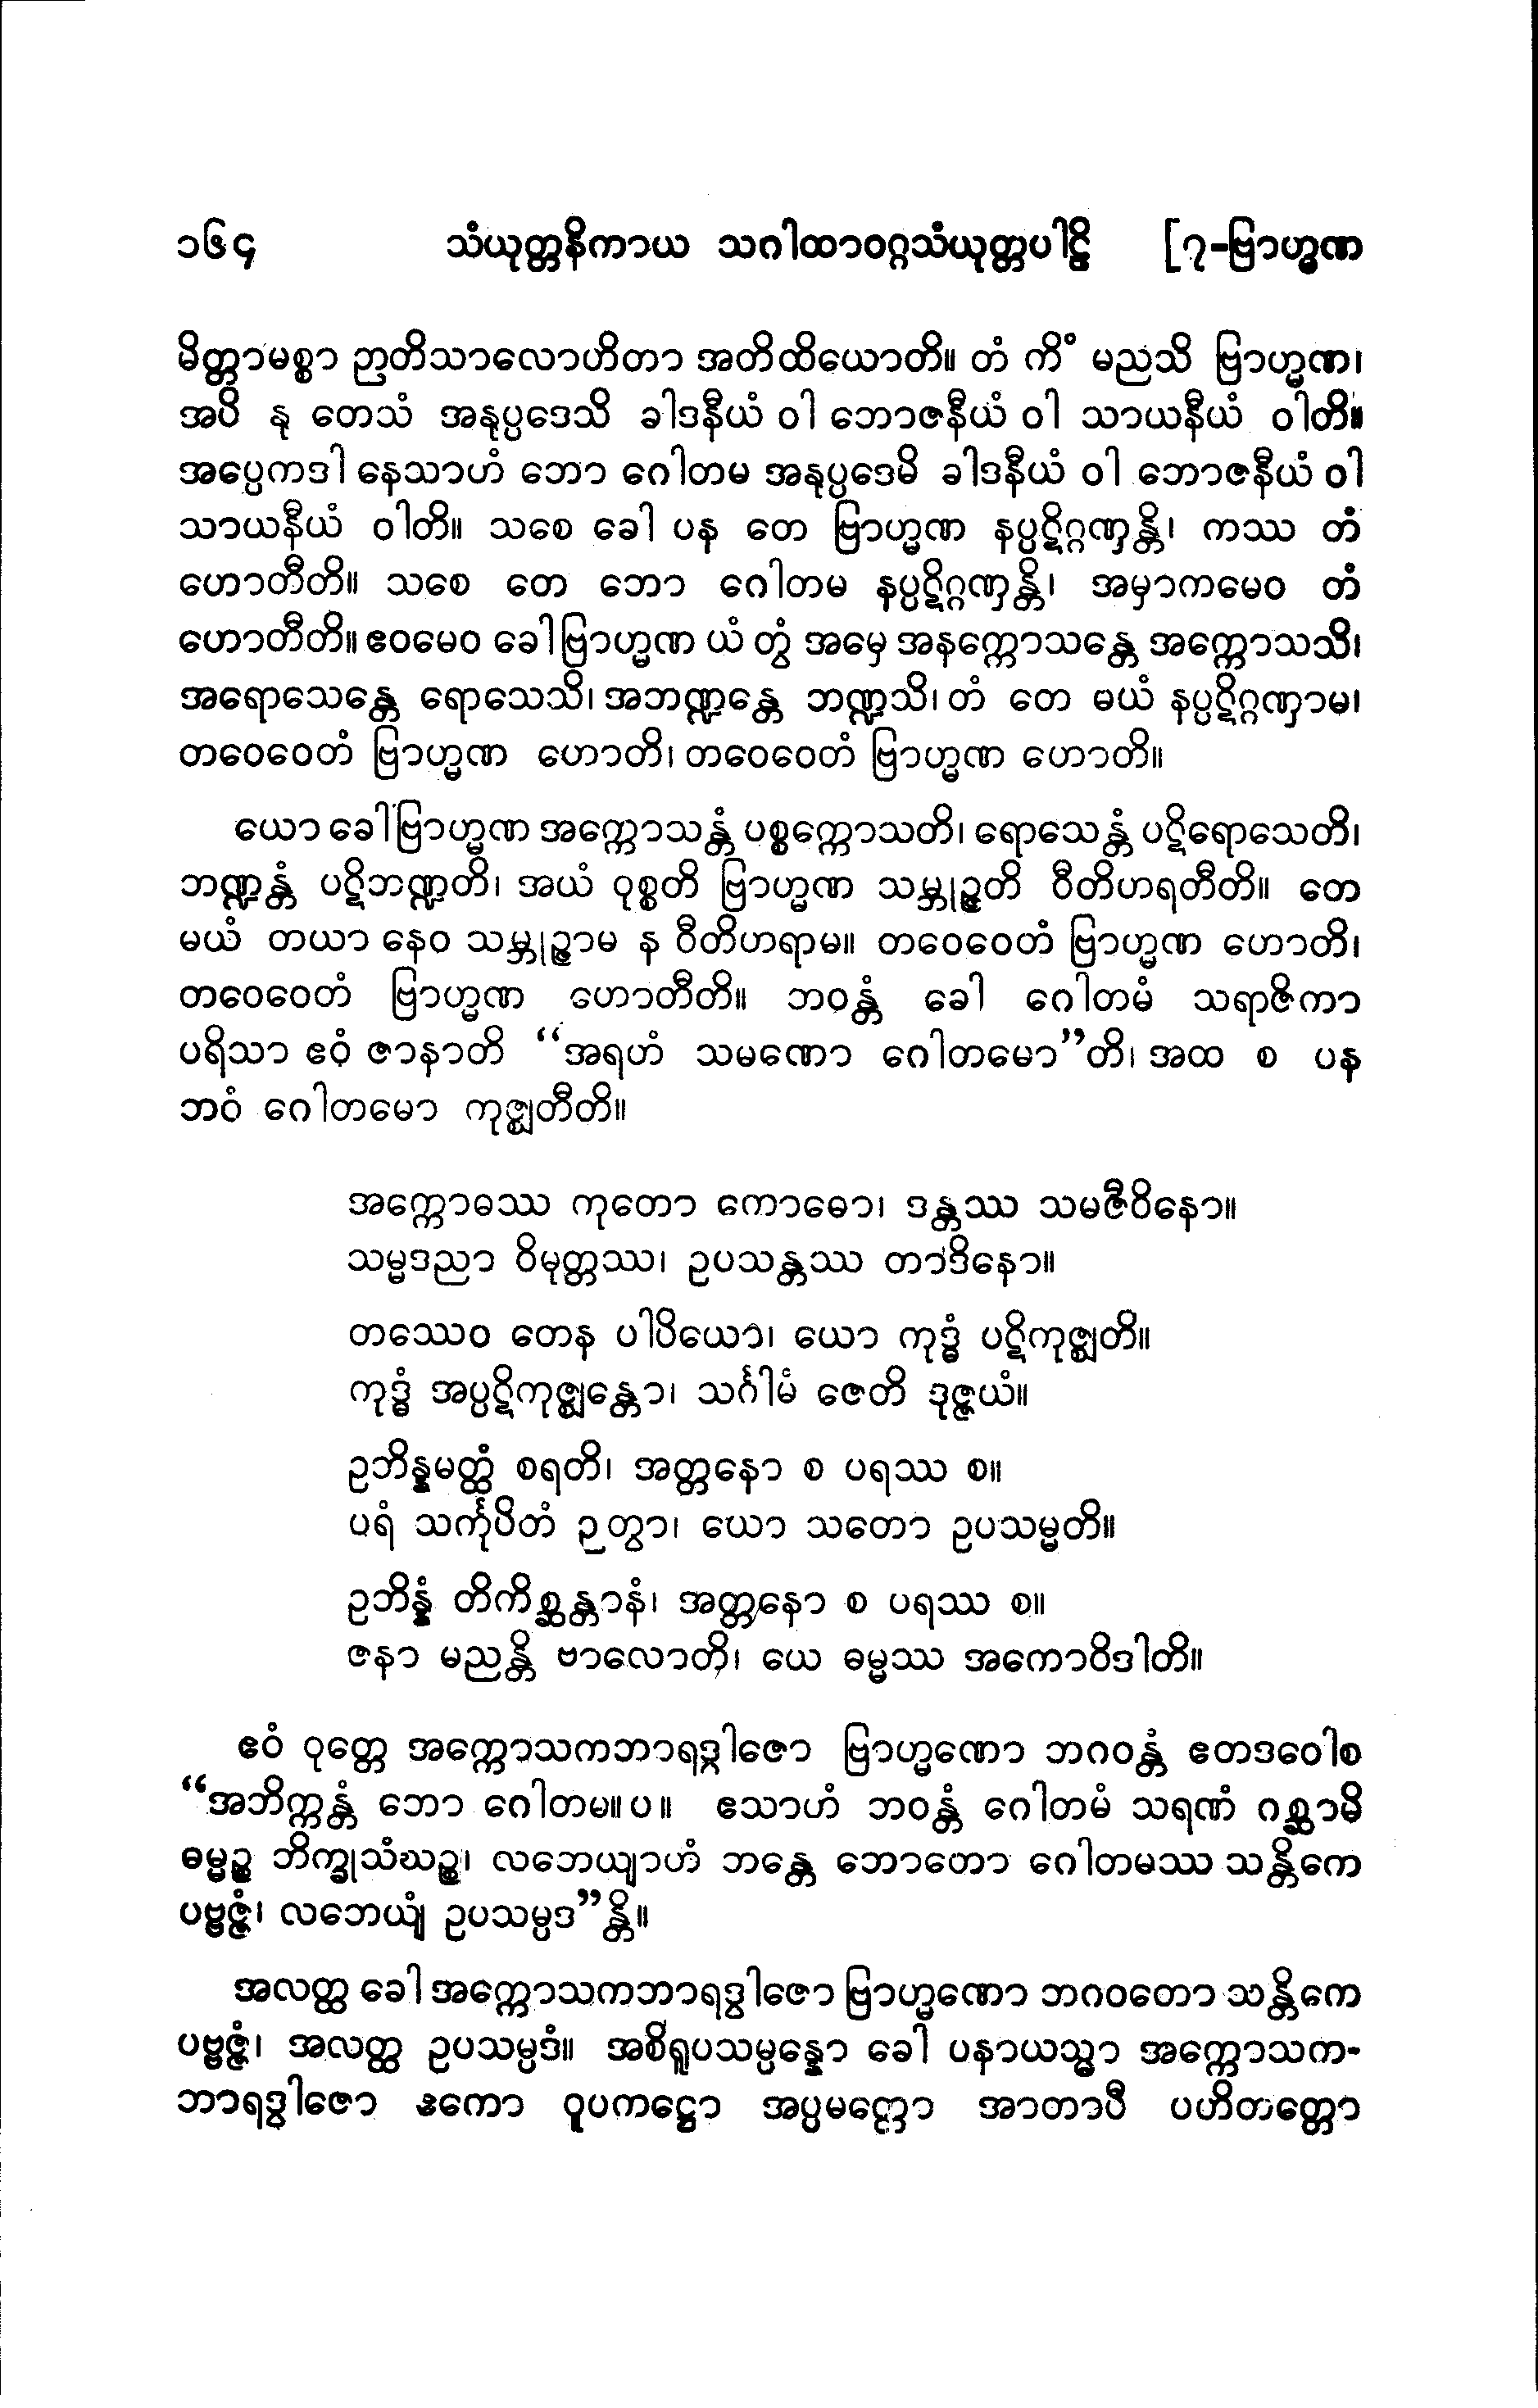 ၁၆၄ သံယုတ္တနိကာယ သဂါထာဝဂ္ဂသံယုတ္တပါဠိ [၇-ဗြာဟ္မဏ
မိတ္တာမစ္စာ ဉာတိသာလောဟိတာ အတိထိယောတိ။ တံ ကိံ မညသိ ဗြာဟ္မဏ၊
အပိ နု တေသံ အနုပ္ပဒေသိ ခါဒနီယံ ဝါ ဘောဇနီယံ ဝါ သာယနီယံ ဝါတိ။
အပ္ပေကဒါ နေသာဟံ ဘော ဂေါတမ အနုပ္ပဒေမိ ခါဒနီယံ ဝါ ဘောဇနီယံ ဝါ
သာယနီယံ ဝါတိ။ သစေ ခေါ ပန တေ ဗြာဟ္မဏ နပ္ပဋိဂ္ဂဏှန္တိ၊ ကဿ တံ
ဟောတီတိ။ သစေ တေ ဘော ဂေါတမ နပ္ပဋိဂ္ဂဏှန္တိ၊ အမှာကမေဝ တံ
ဟောတီတိ။ ဧဝမေဝ ခေါ ဗြာဟ္မဏ ယံ တွံ အမှေ အနက္ကောသန္တေ အက္ကောသသိ၊
အရောသေန္တေ ရောသေသိ၊ အဘဏ္ဍန္တေ ဘဏ္ဍသိ၊ တံ တေ မယံ နပ္ပဋိဂ္ဂဏှာမ၊
တဝေဝေတံ ဗြာဟ္မဏ ဟောတိ၊ တဝေဝေတံ ဗြာဟ္မဏ ဟောတိ။
ယော ခေါ ဗြာဟ္မဏ အက္ကောသန္တံ ပစ္စက္ကောသတိ၊ ရောသေန္တံ ပဋိရောသေတိ၊
ဘဏ္ဍန္တံ ပဋိဘဏ္ဍတိ၊ အယံ ဝုစ္စတိ ဗြာဟ္မဏ သမ္ဘုဉ္ဇတိ ဝီတိဟရတီတိ။ တေ
မယံ တယာ နေဝ သမ္ဘုဉ္ဇာမ န ဝီတိဟရာမ။ တဝေဝေတံ ဗြာဟ္မဏ ဟောတိ၊
တဝေဝေတံ ဗြာဟ္မဏ ဟောတီတိ။ ဘဝန္တံ ခေါ ဂေါတမံ သရာဇိကာ
ပရိသာ ဧဝံ ဇာနာတိ “အရဟံ သမဏော ဂေါတမော”တိ၊ အထ စ ပန
ဘဝံ ဂေါတမော ကုဇ္ဈတီတိ။
အက္ကောဓဿ ကုတော ကောဓော၊ ဒန္တဿ သမဇီဝိနော။
သမ္မဒညာ ဝိမုတ္တဿ၊ ဥပသန္တဿ တာဒိနော။
တဿေဝ တေန ပါပိယော၊ ယော ကုဒ္ဓံ ပဋိကုဇ္ဈတိ။
ကုဒ္ဓံ အပ္ပဋိကုဇ္ဈန္တော၊ သင်္ဂါမံ ဇေတိ ဒုဇ္ဇယံ။
ဥဘိန္နမတ္ထံ စရတိ၊ အတ္တနော စ ပရဿ စ။
ပရံ သင်္ကုပိတံ ဉတွာ၊ ယော သတော ဥပသမ္မတိ။
ဥဘိန္နံ တိကိစ္ဆန္တာနံ၊ အတ္တနော စ ပရဿ စ။
ဇနာ မညန္တိ ဗာလောတိ၊ ယေ ဓမ္မဿ အကောဝိဒါတိ။
ဧဝံ ဝုတ္တေ အက္ကောသကဘာရဒွါဇော ဗြာဟ္မဏော ဘဂဝန္တံ ဧတဒဝေါစ
“အဘိက္ကန္တံ ဘော ဂေါတမ။ပ။ ဧသာဟံ ဘဝန္တံ ဂေါတမံ သရဏံ ဂစ္ဆာမိ
ဓမ္မဉ္စ ဘိက္ခုသံဃဉ္စ၊ လဘေယျာဟံ ဘန္တေ ဘောတော ဂေါတမဿ သန္တိကေ
ပဗ္ဗဇ္ဇံ၊ လဘေယျံ ဥပသမ္ပဒ”န္တိ။
အလတ္ထ ခေါ အက္ကောသကဘာရဒွါဇော ဗြာဟ္မဏော ဘဂဝတော သန္တိကေ
ပဗ္ဗဇ္ဇံ၊ အလတ္ထ ဥပသမ္ပဒံ။ အစိရူပသမ္ပန္နော ခေါ ပနာယသ္မာ အက္ကောသက-
ဘာရဒွါဇော ဧကော ဝူပကဋ္ဌော အပ္ပမတ္တော အာတာပီ ပဟိတတ္တော